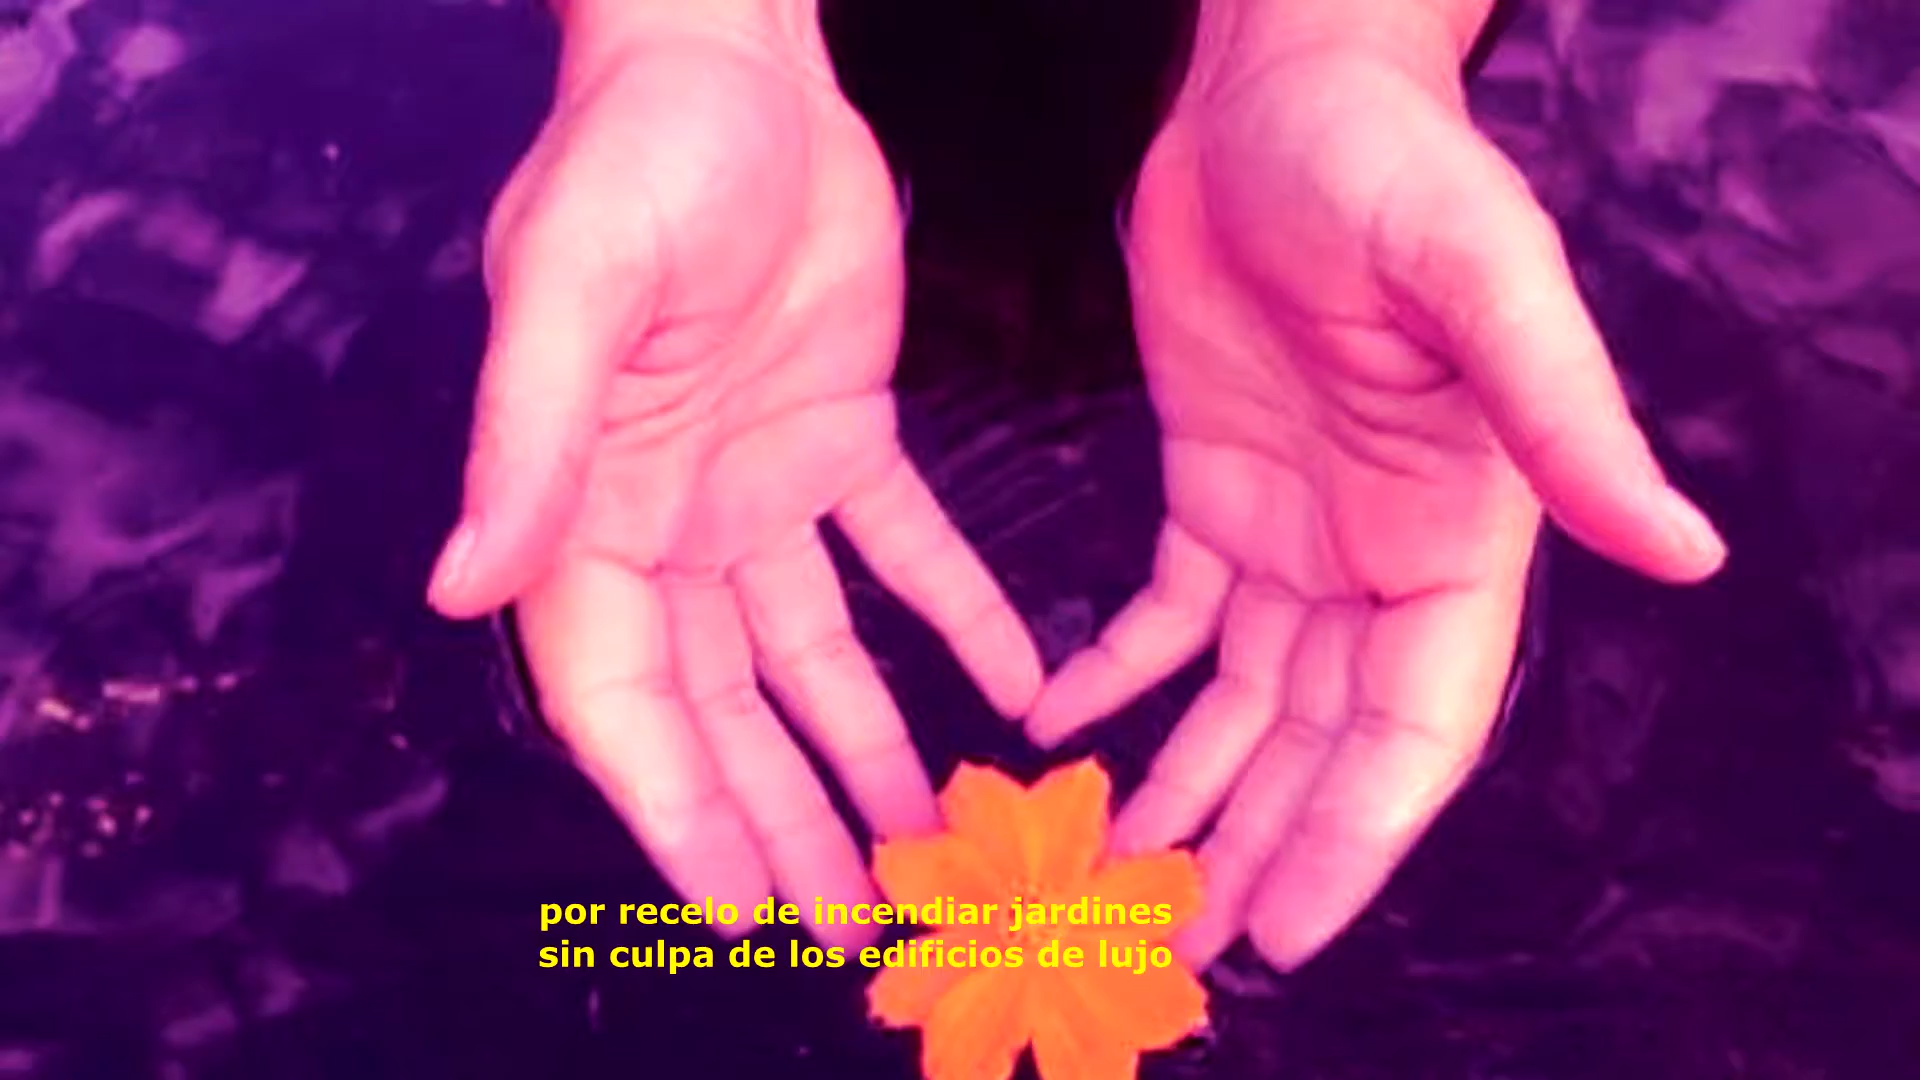 por recelo de incendiar jardines
sin culpa de los edificios de lujo